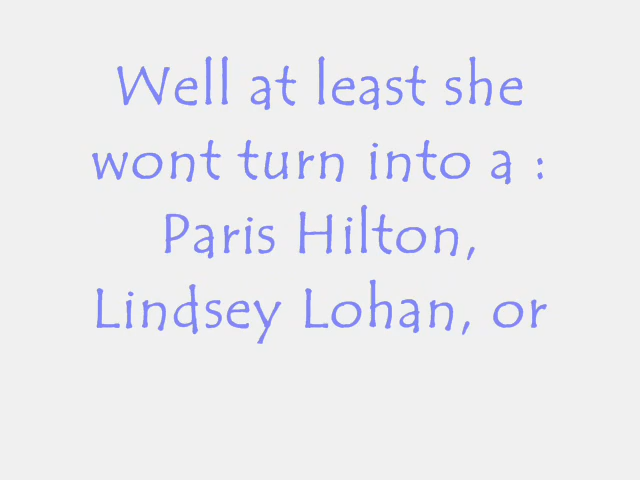 Well at least she
wont turn into a :
Paris Hilton,
Lindsey Lohan, or